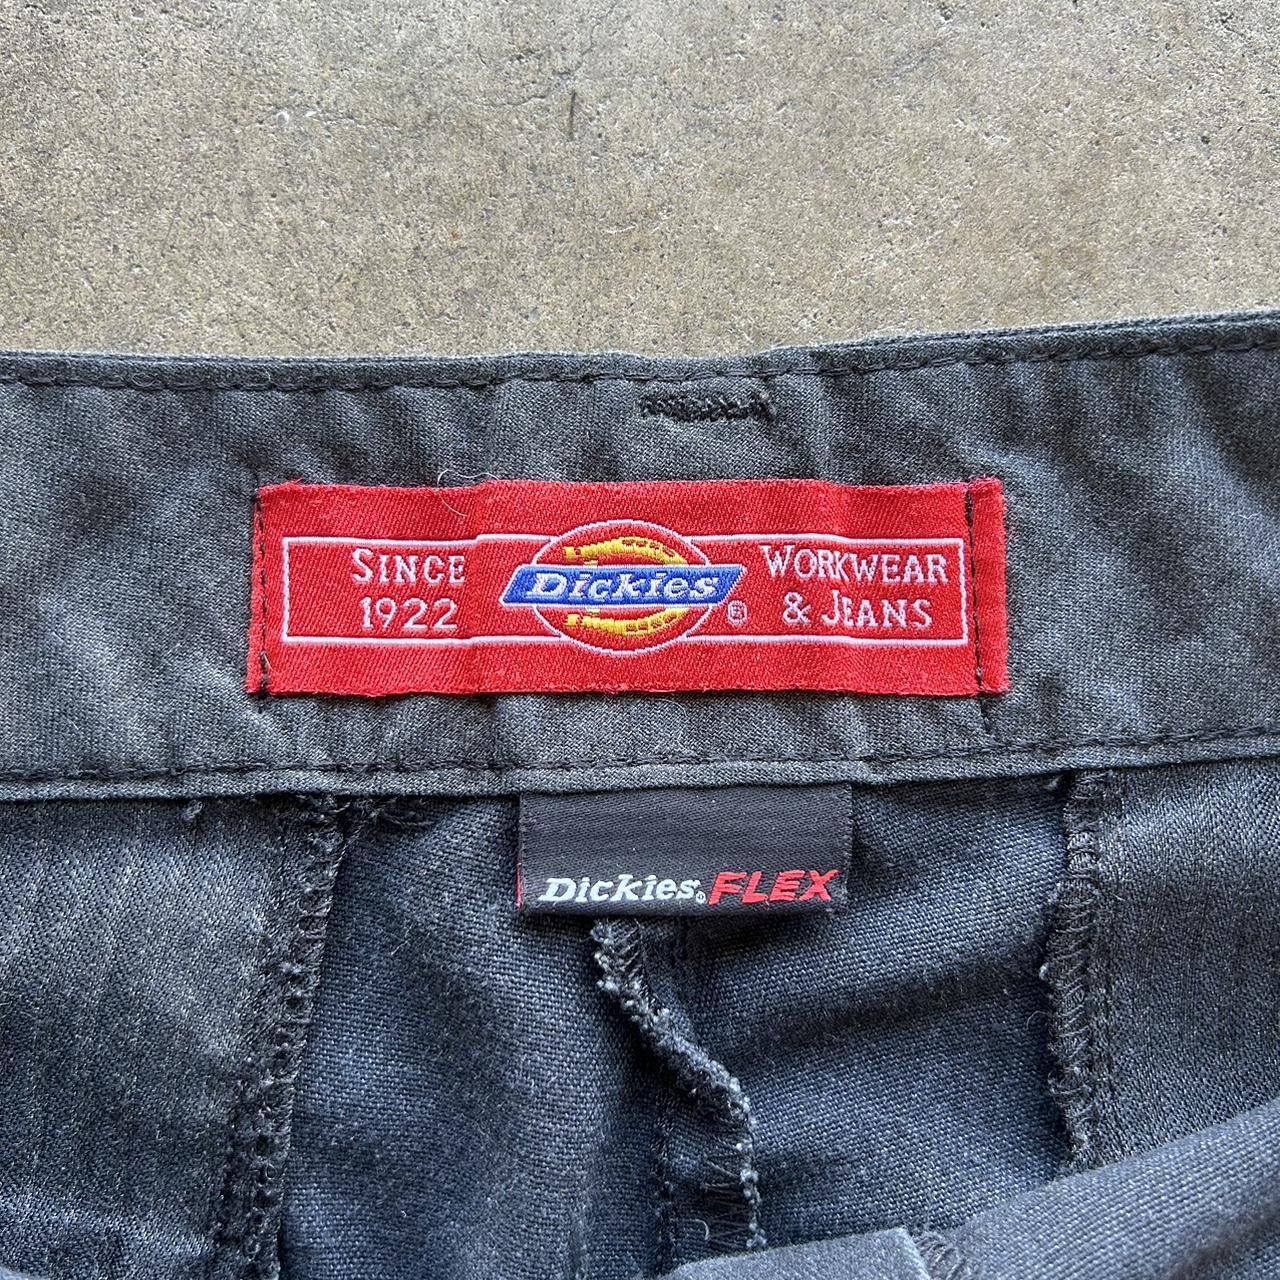 SINCE
1922
Dickies®
WORKWEAR
& JEANS
Dickies® FLEX